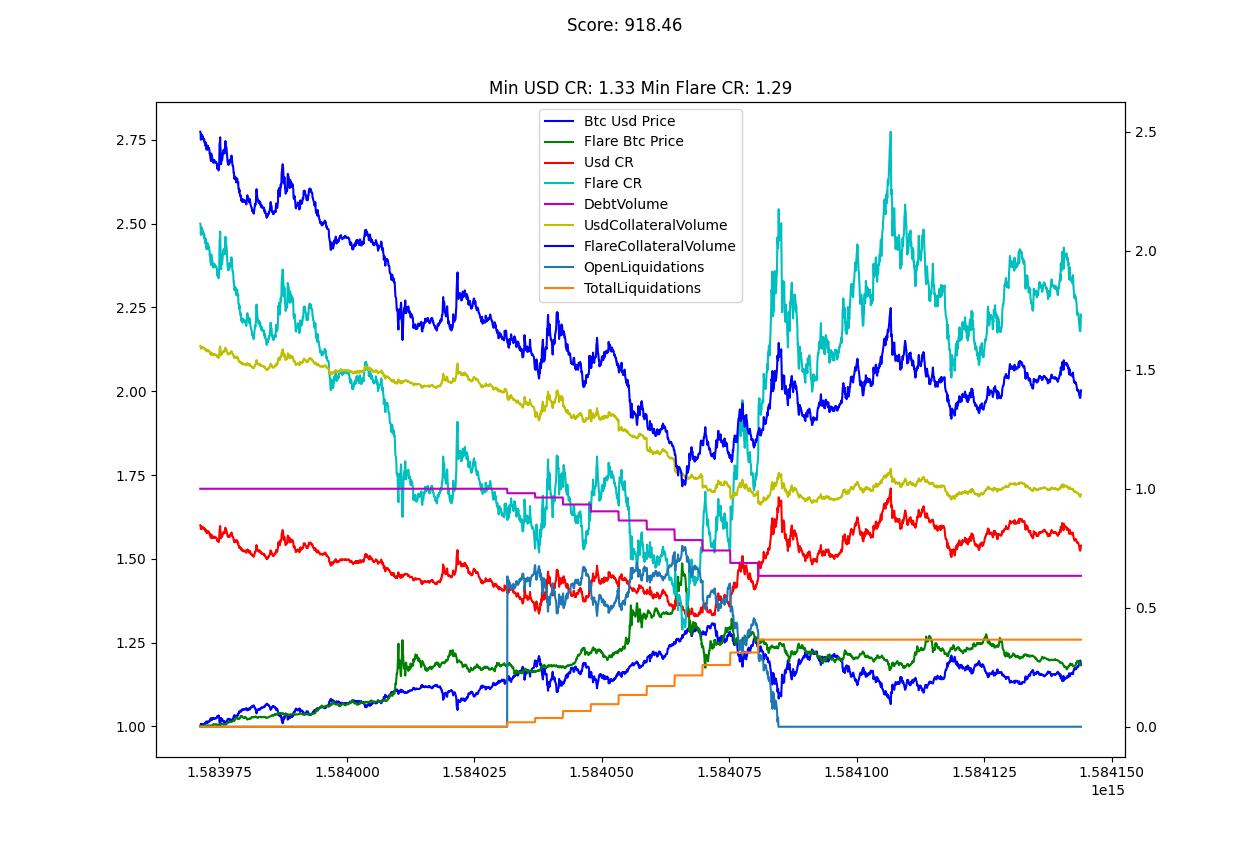 Score: 918.46
Min USD CR: 1.33 Min Flare CR: 1.29
Btc Usd Price
Flare Btc Price
Usd CR
Flare CR
DebtVolume
UsdCollateralVolume
FlareCollateralVolume
OpenLiquidations
TotalLiquidations
2.75
2.50
2.25
2.00
1.75
1.50
1.25
1.00
2.5
2.0
1.5
1.0
0.5
0.0
1.583975 1.584000 1.584025 1.584050 1.584075 1.584100 1.584125 1.584150
1e15